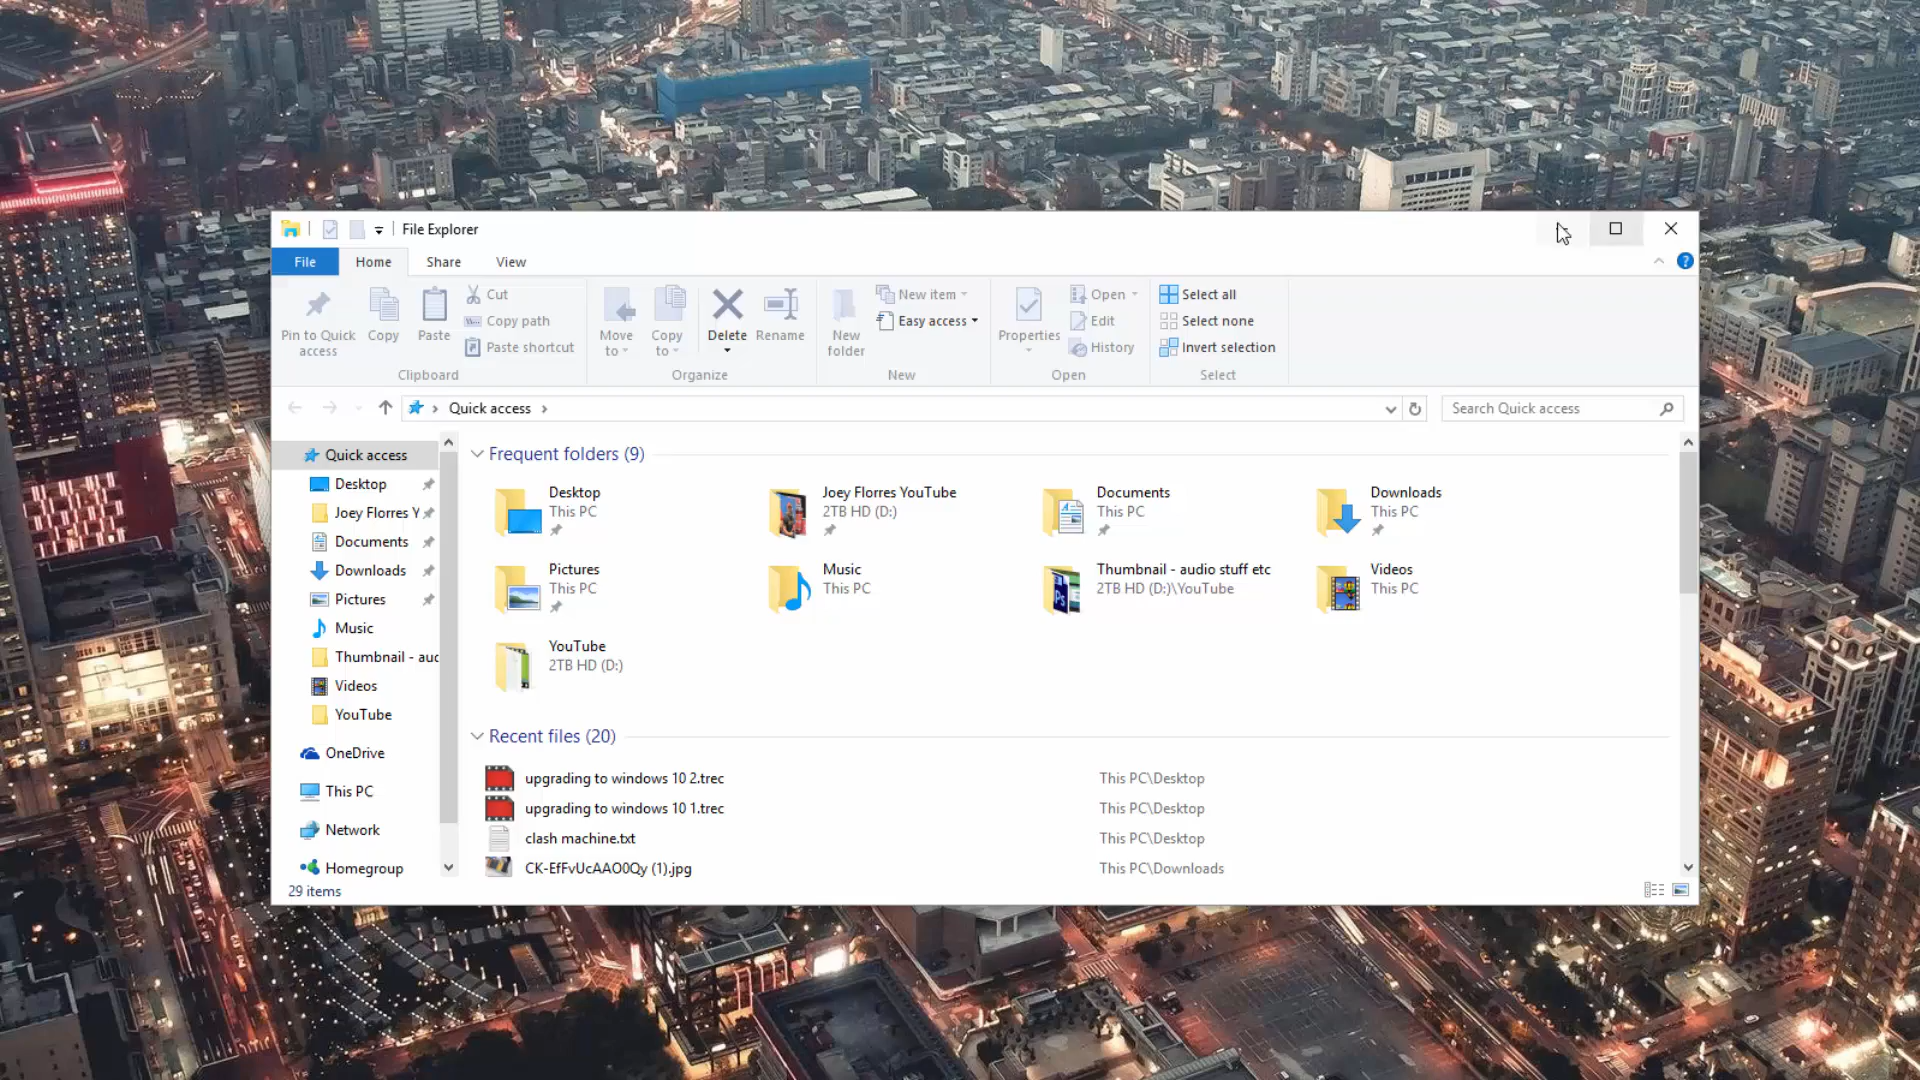 File Explorer
File Home Share View
Pin to Quick access
Copy
Paste
Cut
Copy path
Paste shortcut
Clipboard
Move to
Copy to
Delete
Rename
Organize
New folder
New item
Easy access
New
Properties
Open
Edit
History
Open
Select all
Select none
Invert selection
Select
Quick access
Search Quick access
Quick access
Desktop
Joey Florres Y
Documents
Downloads
Pictures
Music
Thumbnail - aud
Videos
YouTube
OneDrive
This PC
Network
Homegroup
Frequent folders (9)
Desktop
This PC
Joey Florres YouTube
2TB HD (D:)
Documents
This PC
Downloads
This PC
Pictures
This PC
Music
This PC
Thumbnail - audio stuff etc
2TB HD (D:)\YouTube
Videos
This PC
YouTube
2TB HD (D:)
Recent files (20)
upgrading to windows 10 2.trec This PC\Desktop
upgrading to windows 10 1.trec This PC\Desktop
clash machine.txt This PC\Desktop
CK-EfFvUcAAO0Qy (1).jpg This PC\Downloads
29 items